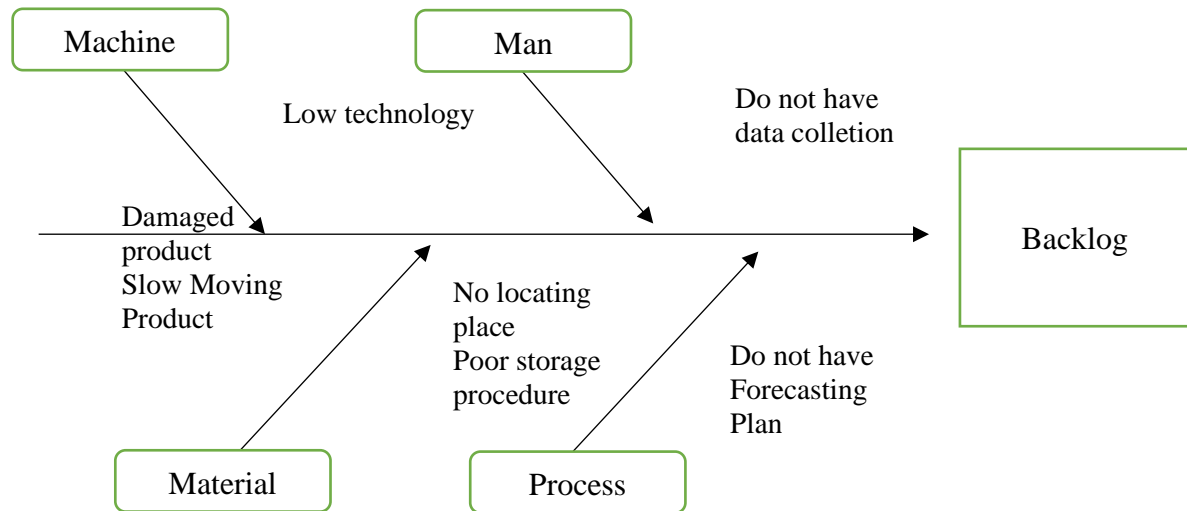 Machine
Man
Low technology
Do not have
data colletion
Backlog
Damaged
product
Slow Moving
Product
No locating
place
Poor storage
procedure
Do not have
Forecasting
Plan
Material
Process